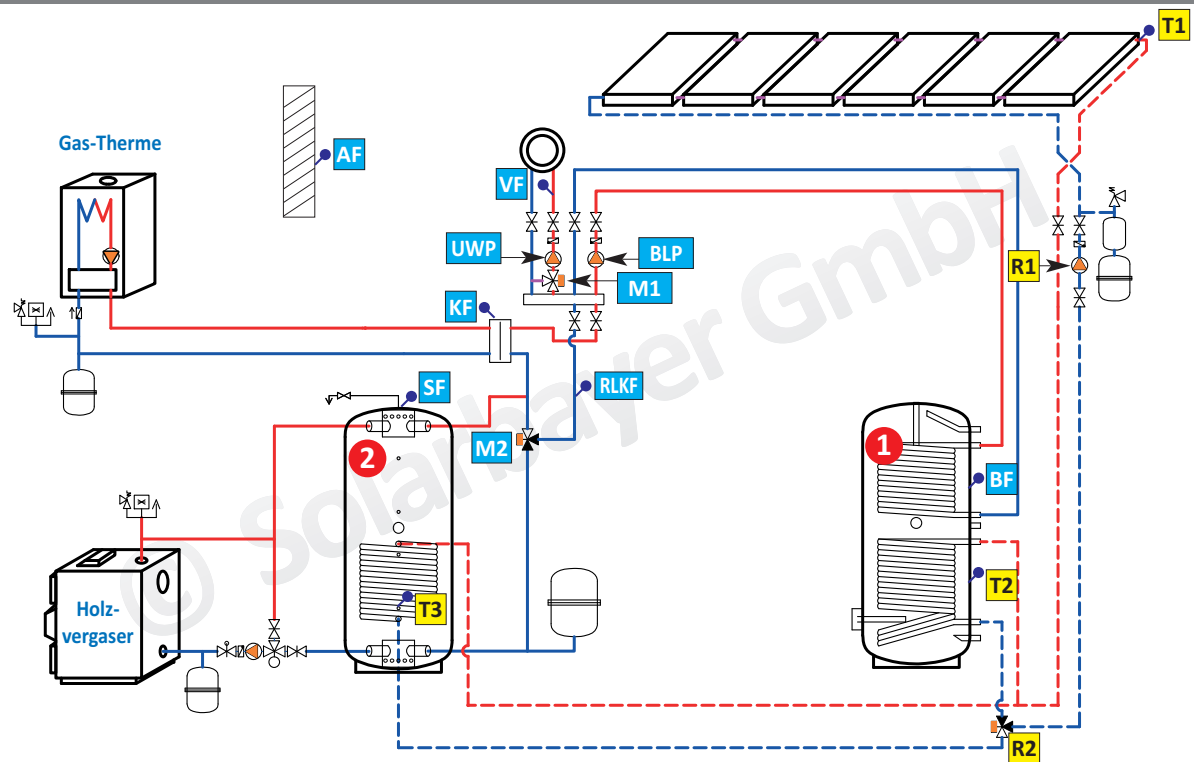 T1
Gas-Therme
AF
VF
UWP
BLP
R1
M1
KF
SF
RLKF
M2
2
1
BF
T2
T3
Holz-
vergaser
R2
© Solarbayer GmbH